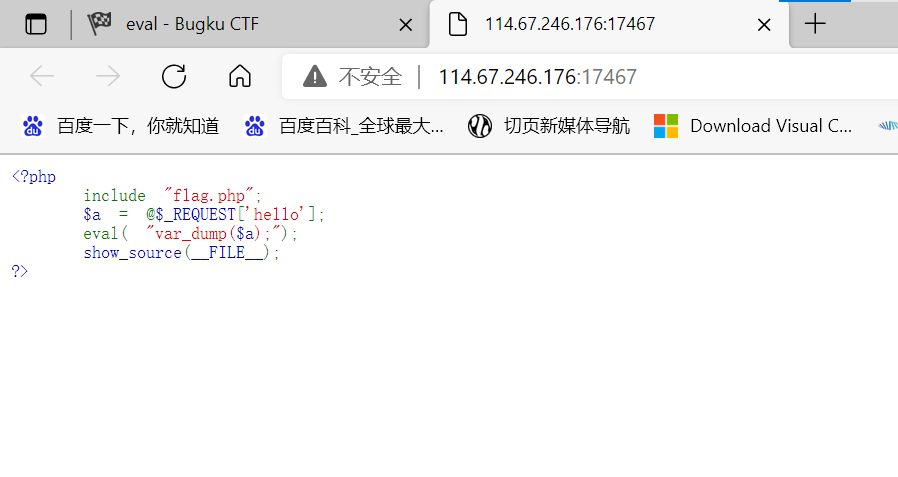 eval - Bugku CTF
114.67.246.176:17467
不安全 | 114.67.246.176:17467
百度一下，你就知道 百度百科_全球最大... 切页新媒体导航 Download Visual C...
<?php
include "flag.php";
$a = @$_REQUEST['hello'];
eval( "var_dump($a);");
show_source(__FILE__);
?>